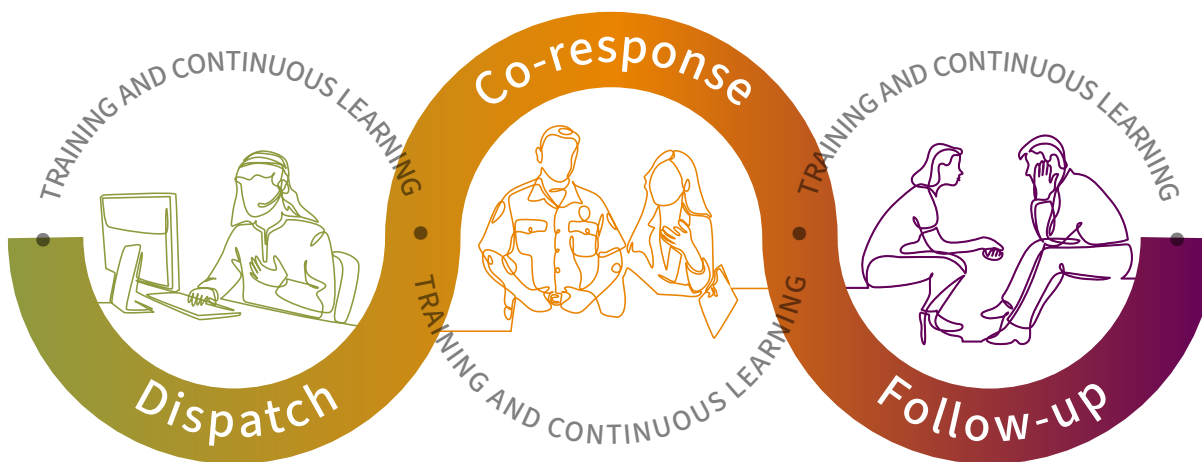 TRAINING AND CONTINUOUS LEARNING
Dispatch
Co-response
TRAINING AND CONTINUOUS LEARNING
TRAINING AND CONTINUOUS LEARNING
Follow-up